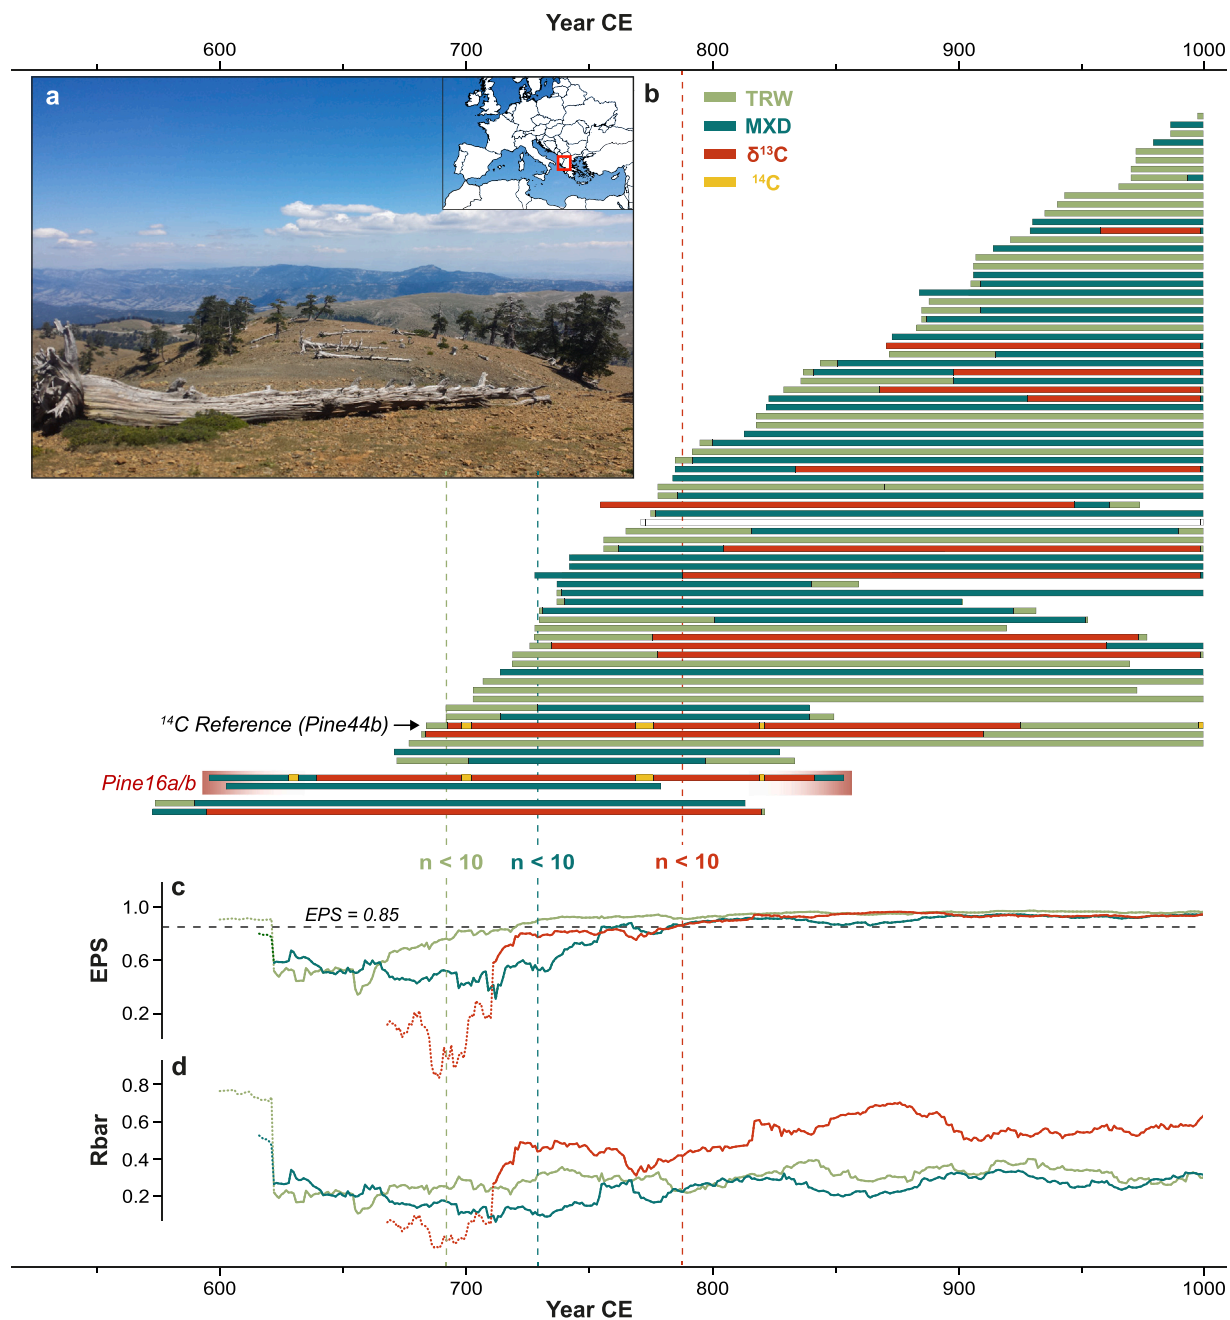 Year CE
600 700 800 900 1000
a
b
TRW
MXD
δ¹³C
¹⁴C
¹⁴C Reference (Pine44b)
Pine16a/b
n < 10 n < 10 n < 10
c
EPS = 0.85
EPS
1.0
0.6
0.2
d
Rbar
0.8
0.6
0.4
0.2
600 700 800 900 1000
Year CE